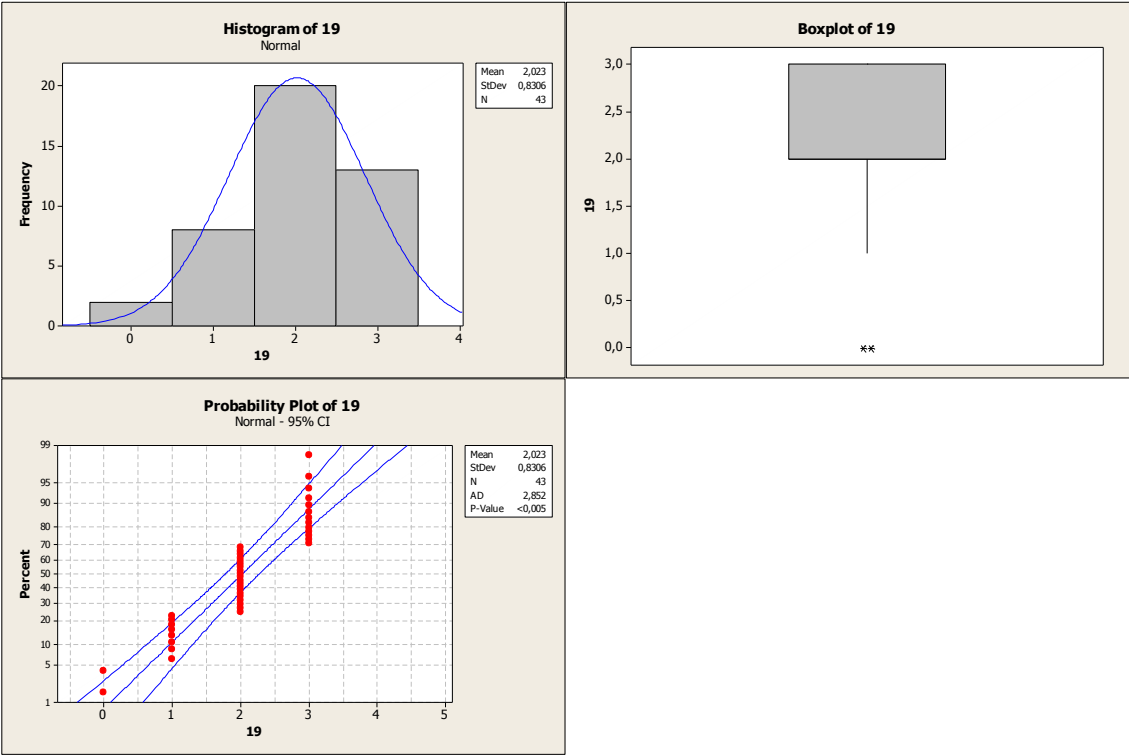 Histogram of 19
Normal
Mean 2,023
StDev 0,8306
N 43
Frequency
20
15
10
5
0
0 1 2 3 4
19
Boxplot of 19
19
3,0
2,5
2,0
1,5
1,0
0,5
0,0
**
Probability Plot of 19
Normal - 95% CI
Mean 2,023
StDev 0,8306
N 43
AD 2,852
P-Value <0,005
Percent
99
95
90
80
70
60
50
40
30
20
10
5
1
0 1 2 3 4 5
19